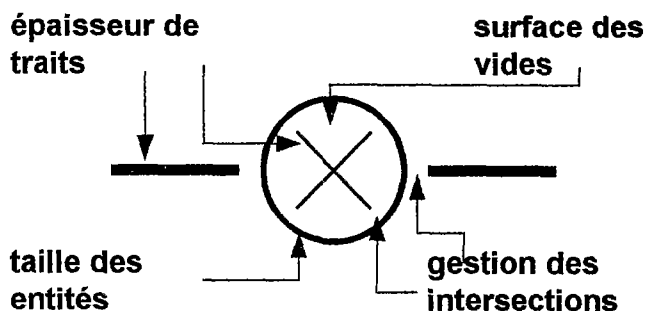 épaisseur de
traits
surface des
vides
taille des
entités
gestion des
intersections